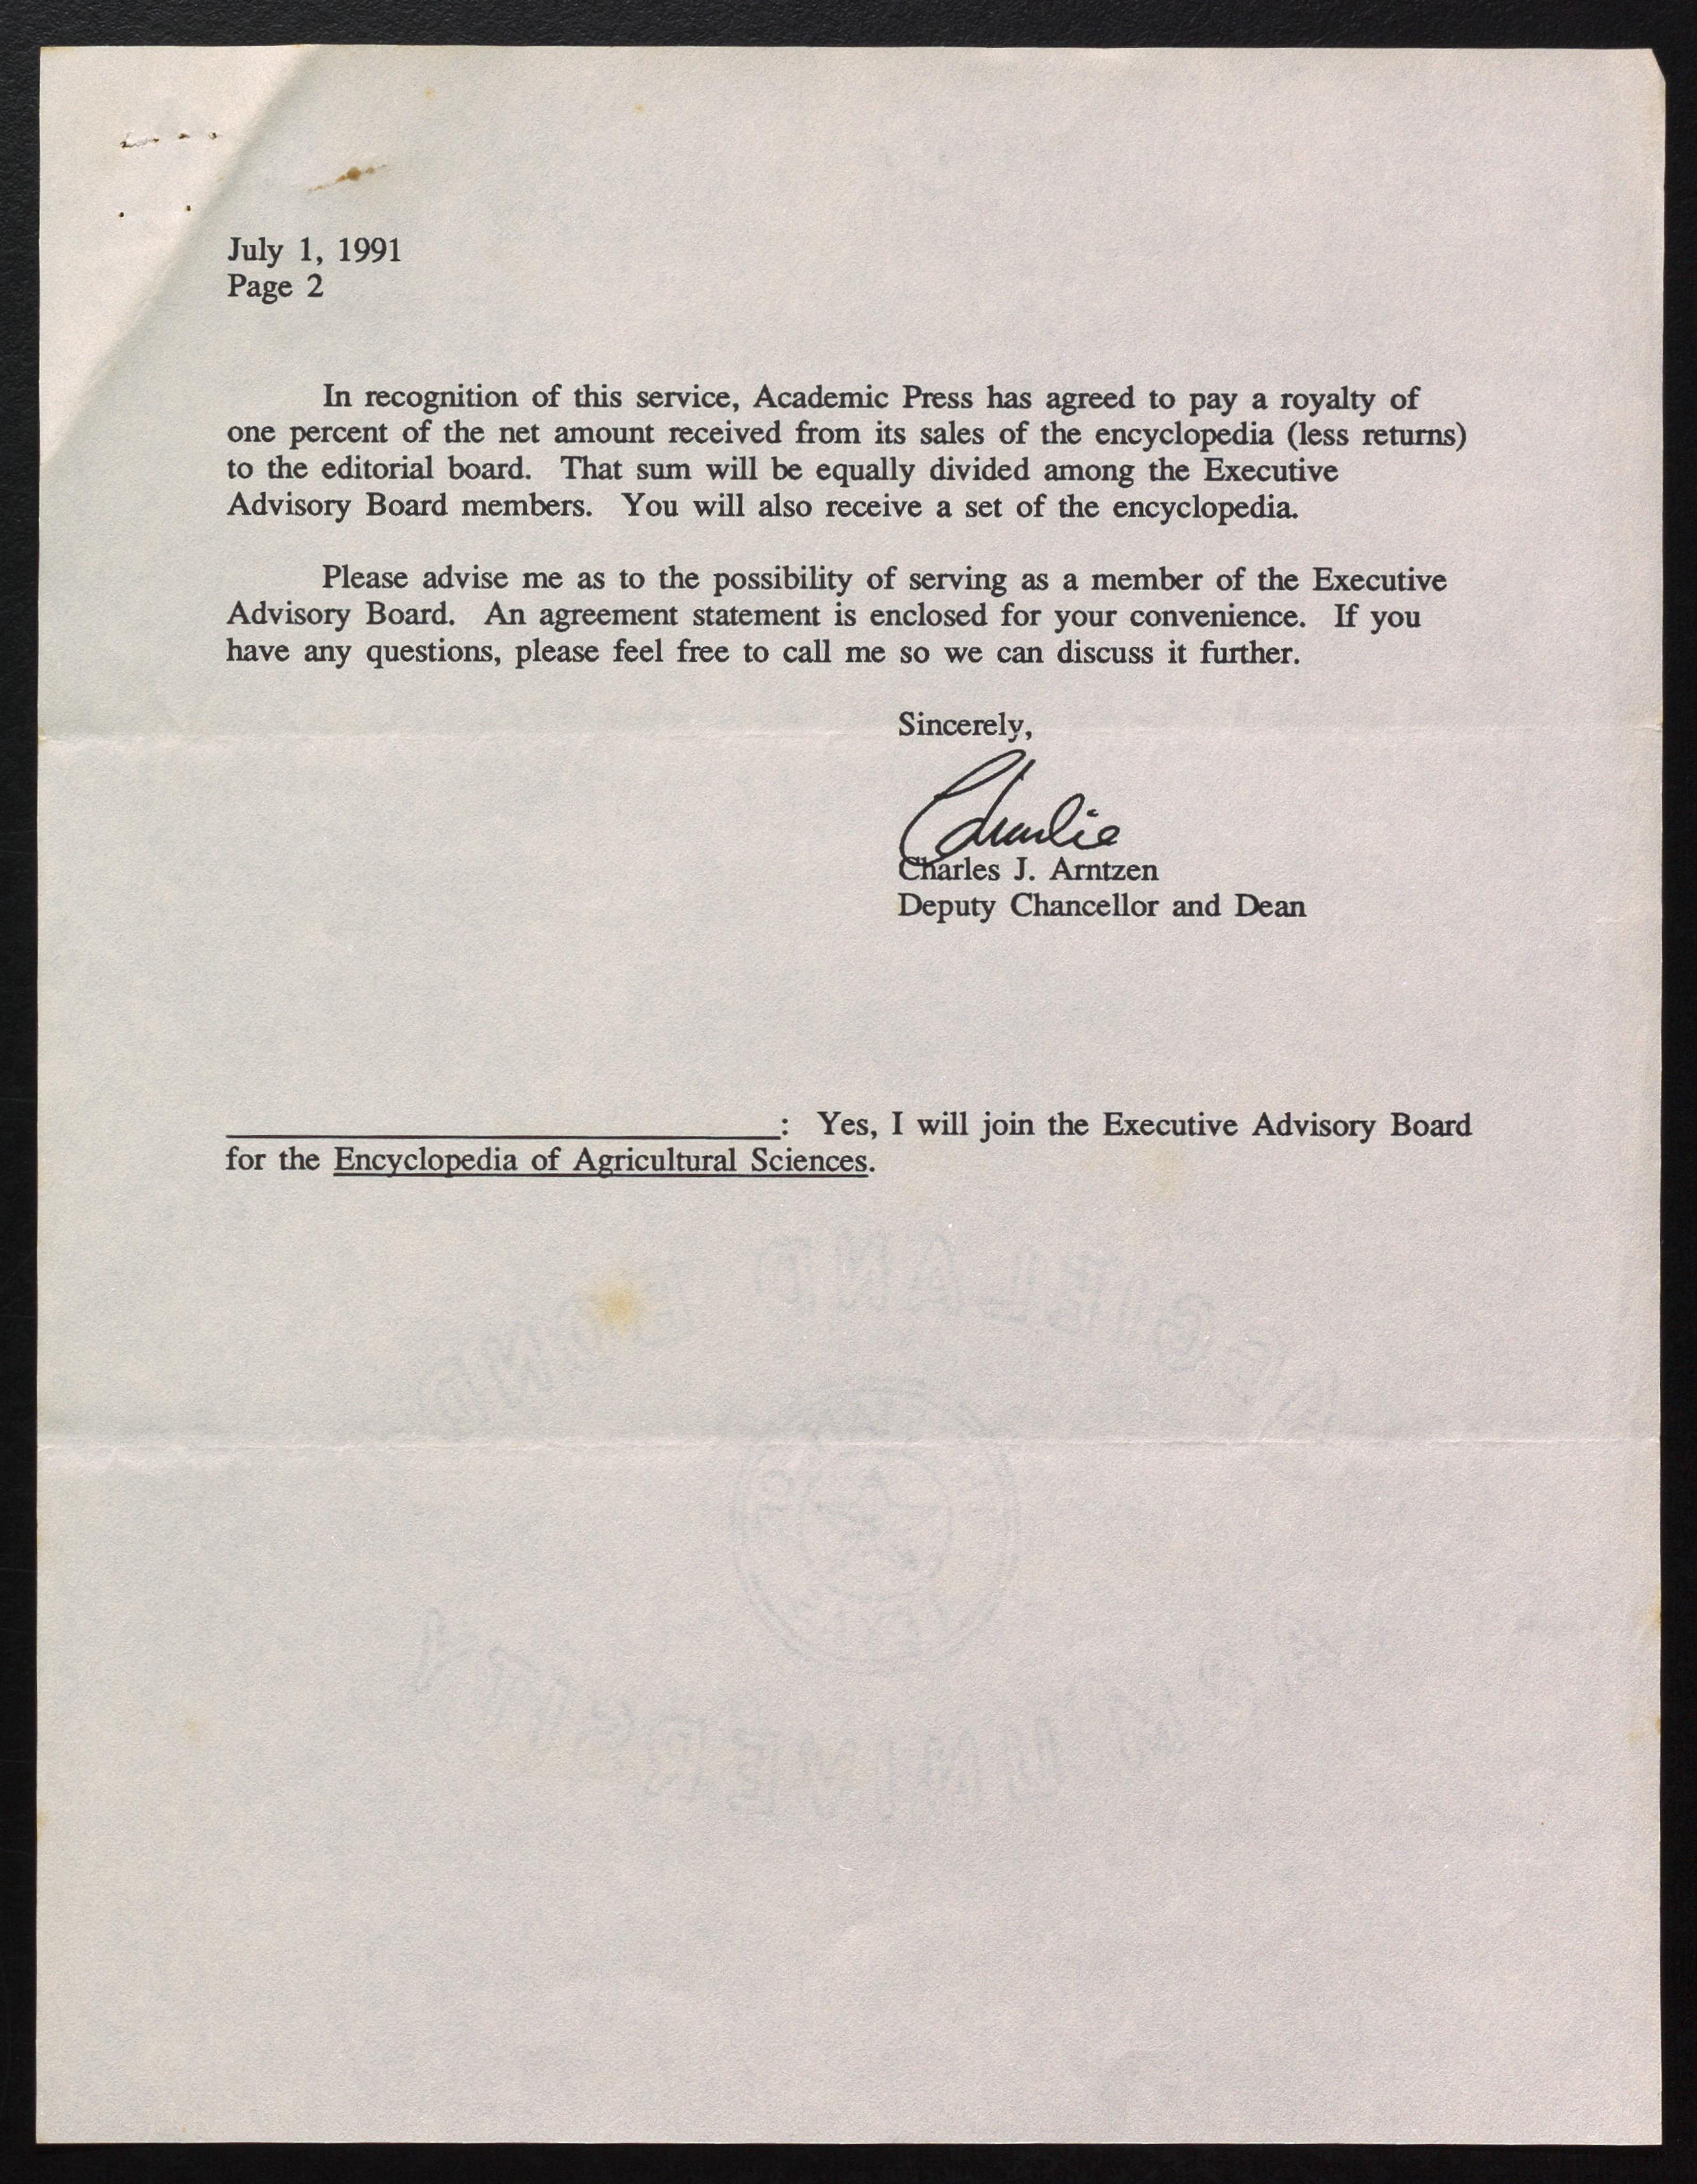 July 1, 1991
Page 2
In recognition of this service, Academic Press has agreed to pay a royalty of
one percent of the net amount received from its sales of the encyclopedia (less returns)
to the editorial board. That sum will be equally divided among the Executive
Advisory Board members. You will also receive a set of the encyclopedia.
Please advise me as to the possibility of serving as a member of the Executive
Advisory Board. An agreement statement is enclosed for your convenience. If you
have any questions, please feel free to call me so we can discuss it further.
Sincerely,
Charlie
Charles J. Arntzen
Deputy Chancellor and Dean
: Yes, I will join the Executive Advisory Board
for the Encyclopedia of Agricultural Sciences.